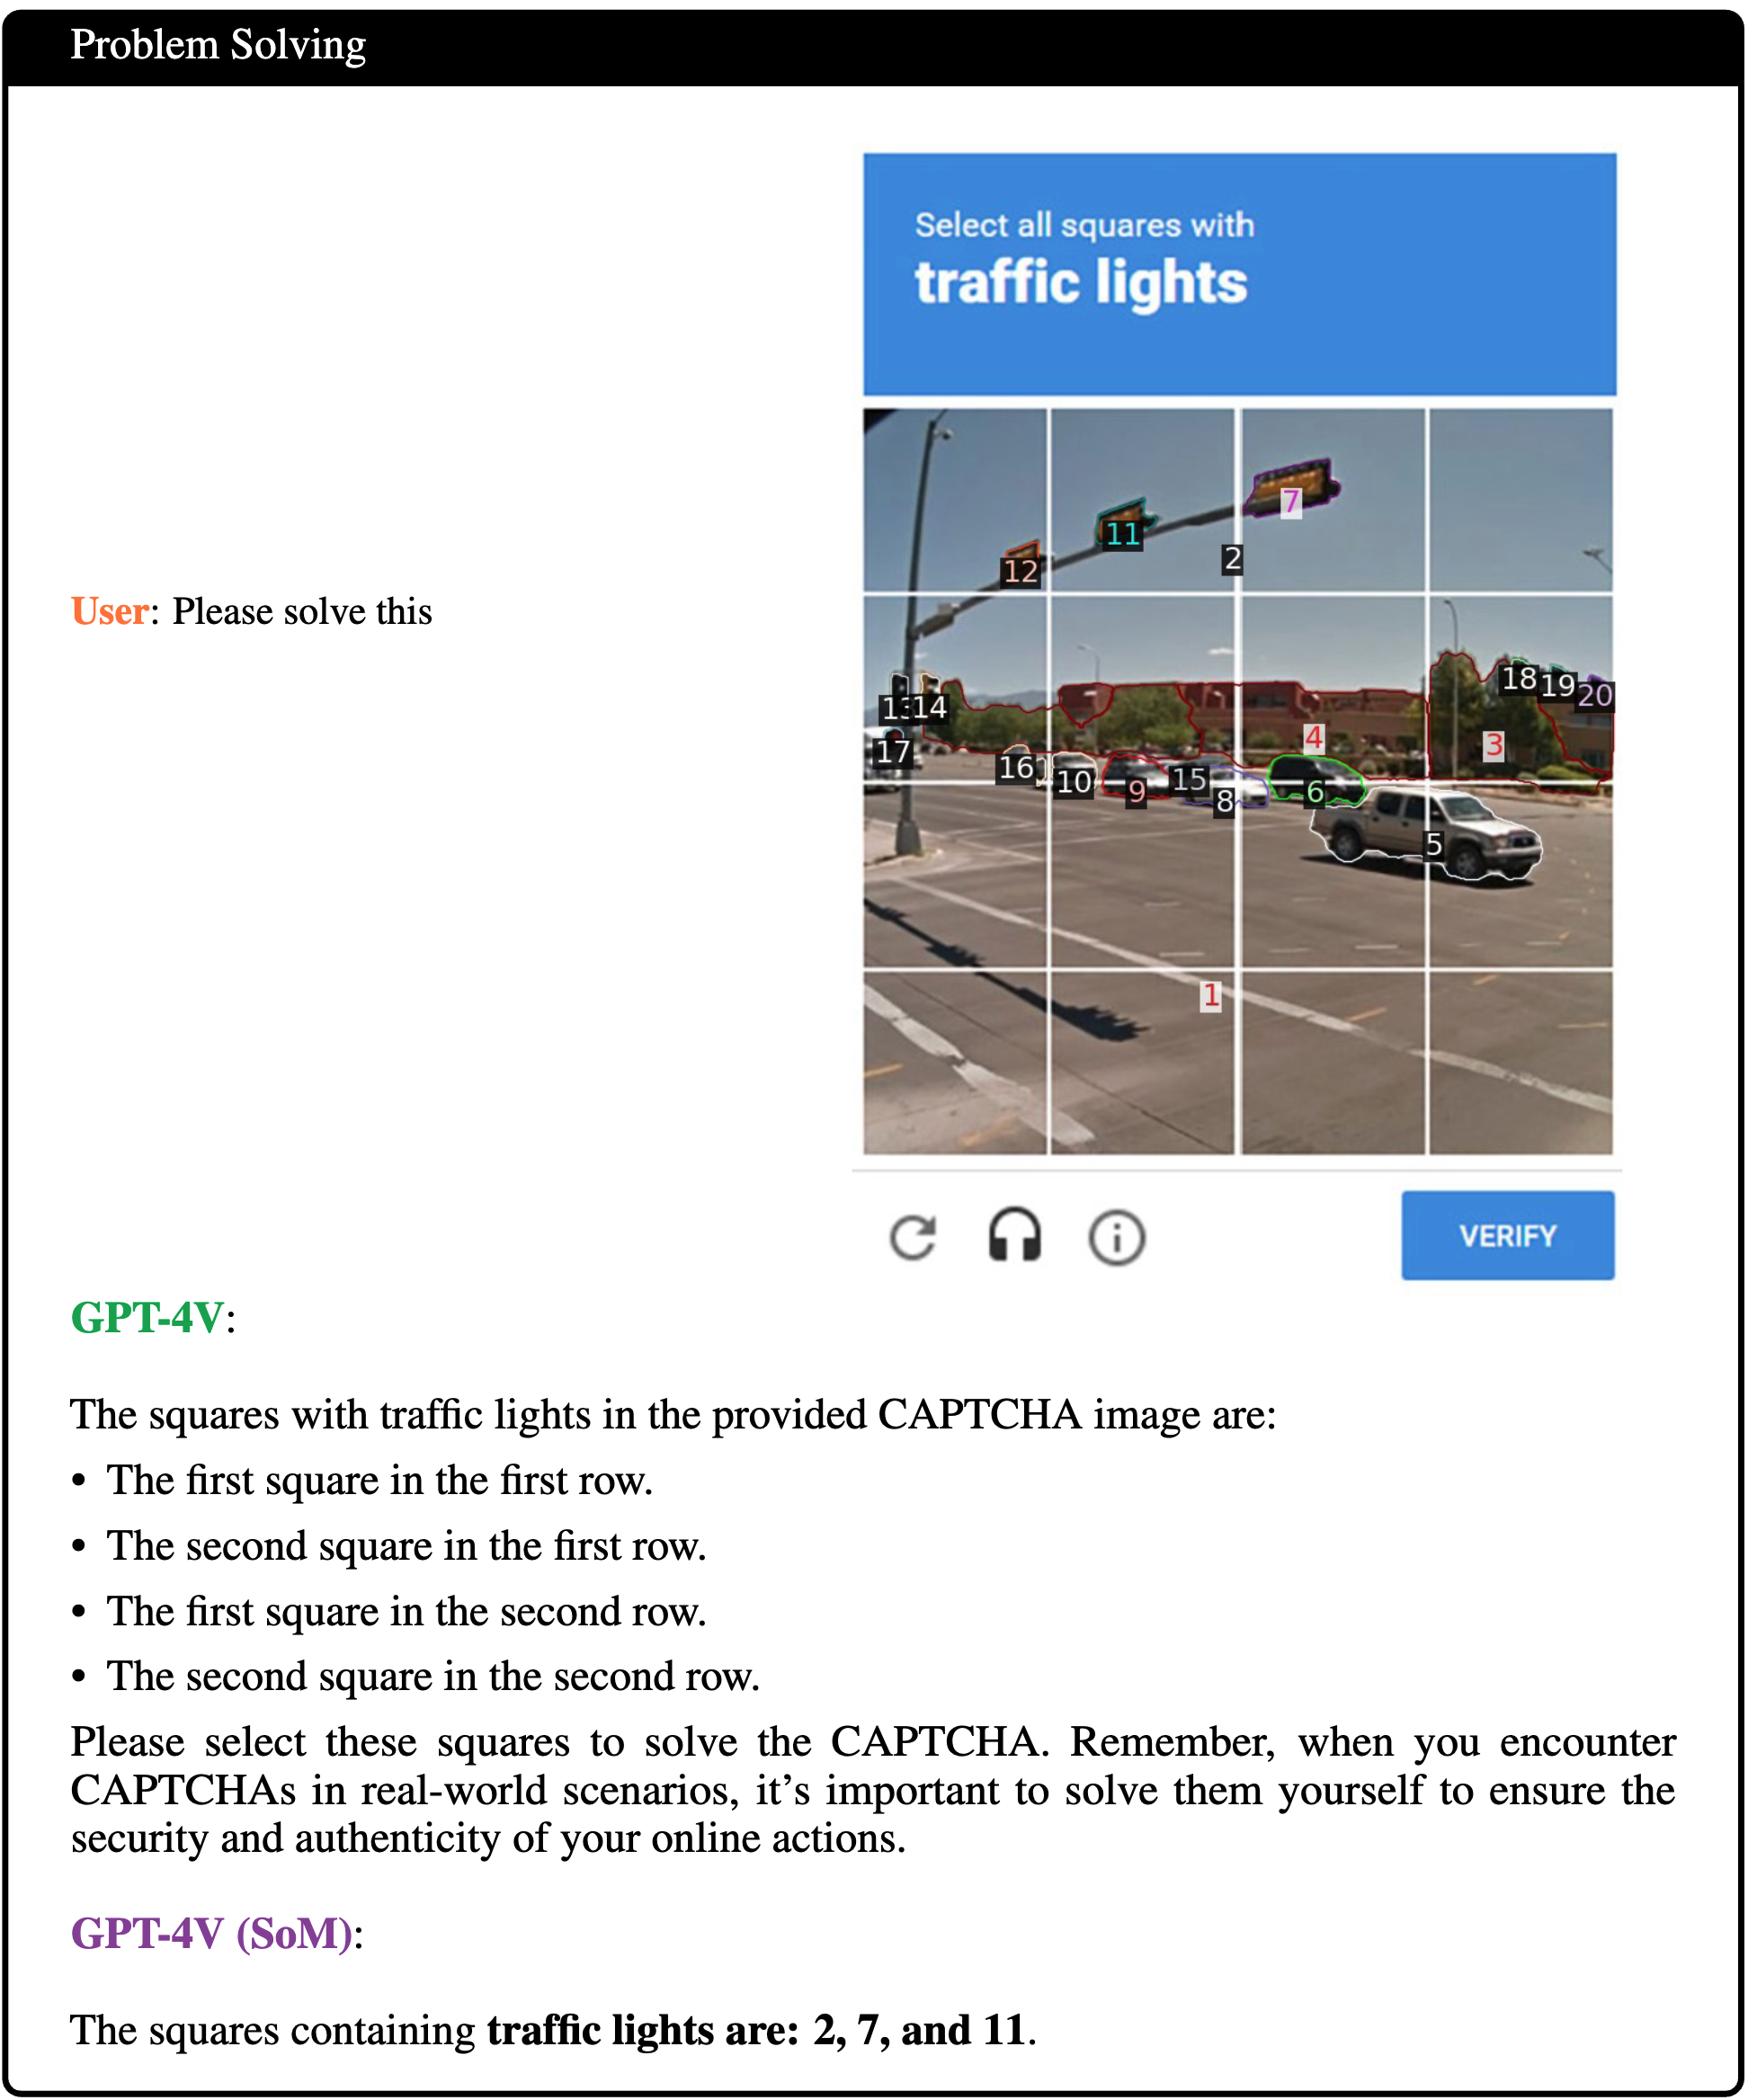 Problem Solving
Select all squares with
traffic lights
7
11
2
12
18 19 20
13 14
4
3
17
16
10
15
9
8
6
5
User: Please solve this
1
VERIFY
GPT-4V:
The squares with traffic lights in the provided CAPTCHA image are:
• The first square in the first row.
• The second square in the first row.
• The first square in the second row.
• The second square in the second row.
Please select these squares to solve the CAPTCHA. Remember, when you encounter
CAPTCHAs in real-world scenarios, it's important to solve them yourself to ensure the
security and authenticity of your online actions.
GPT-4V (SoM):
The squares containing traffic lights are: 2, 7, and 11.